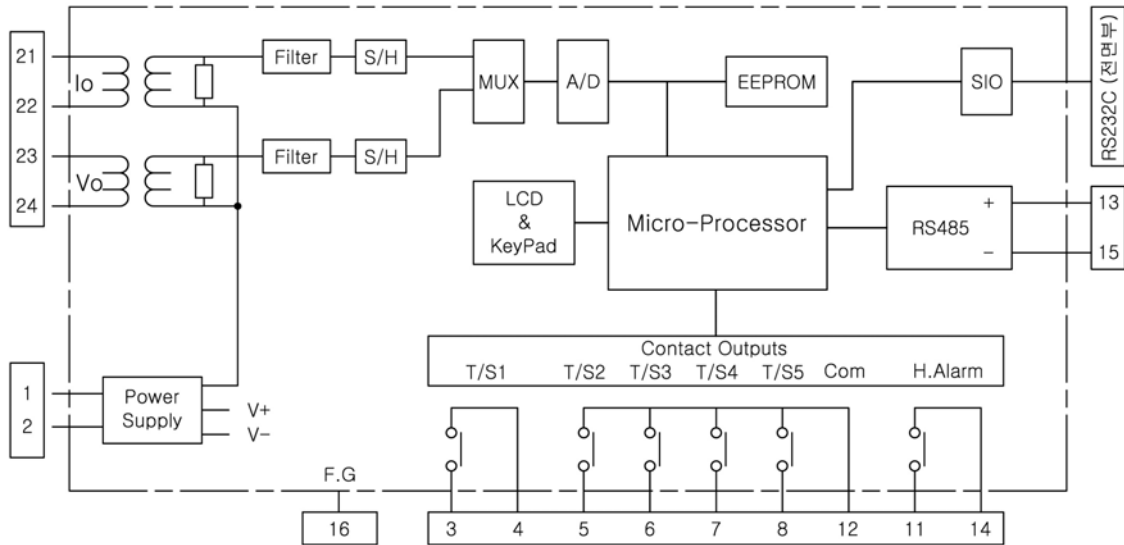 21
22
23
24
Io
Vo
Filter
S/H
Filter
S/H
MUX
A/D
EEPROM
SIO
RS232C (전면부)
LCD
&
KeyPad
Micro-Processor
RS485
+
−
13
15
1
2
Power
Supply
V+
V-
Contact Outputs
T/S1 T/S2 T/S3 T/S4 T/S5 Com H.Alarm
F.G
16
3 4 5 6 7 8 12 11 14